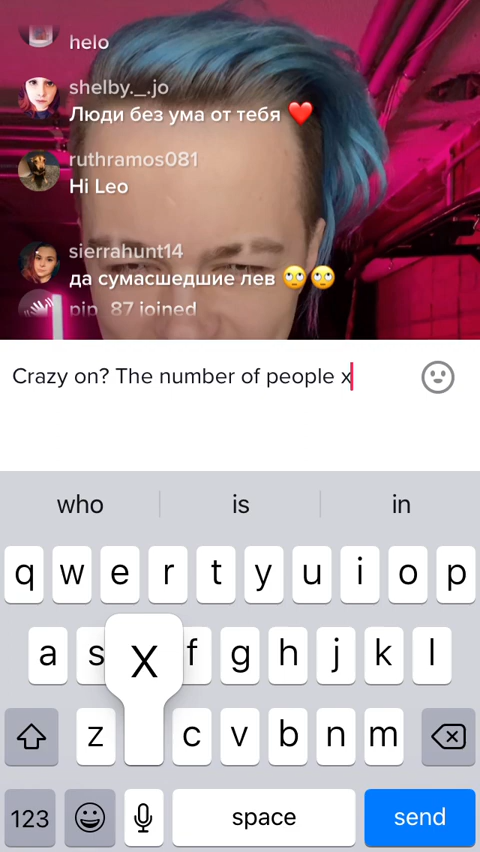 helo
shelby._.jo
Люди без ума от тебя ❤️
ruthramos081
Hi Leo
sierrahunt14
да сумасшедшие лев 🙄🙄
pip_87 joined
Crazy on? The number of people x
who is in
q w e r t y u i o p
a s x f g h j k l
z c v b n m
123 space send